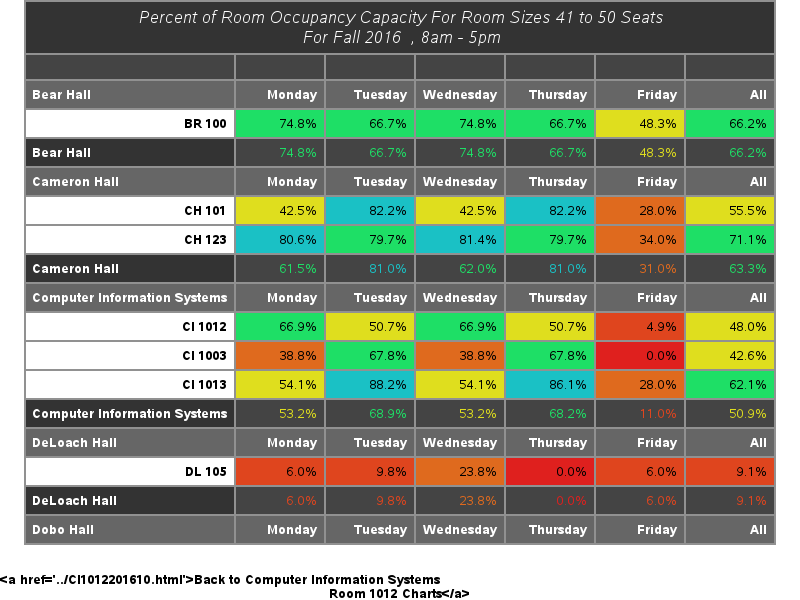 Percent of Room Occupancy Capacity For Room Sizes 41 to 50 Seats
For Fall 2016 , 8am - 5pm
Bear Hall Monday Tuesday Wednesday Thursday Friday All
BR 100 74.8% 66.7% 74.8% 66.7% 48.3% 66.2%
Bear Hall 74.8% 66.7% 74.8% 66.7% 48.3% 66.2%
Cameron Hall Monday Tuesday Wednesday Thursday Friday All
CH 101 42.5% 82.2% 42.5% 82.2% 28.0% 55.5%
CH 123 80.6% 79.7% 81.4% 79.7% 34.0% 71.1%
Cameron Hall 61.5% 81.0% 62.0% 81.0% 31.0% 63.3%
Computer Information Systems Monday Tuesday Wednesday Thursday Friday All
CI 1012 66.9% 50.7% 66.9% 50.7% 4.9% 48.0%
CI 1003 38.8% 67.8% 38.8% 67.8% 0.0% 42.6%
CI 1013 54.1% 88.2% 54.1% 86.1% 28.0% 62.1%
Computer Information Systems 53.2% 68.9% 53.2% 68.2% 11.0% 50.9%
DeLoach Hall Monday Tuesday Wednesday Thursday Friday All
DL 105 6.0% 9.8% 23.8% 0.0% 6.0% 9.1%
DeLoach Hall 6.0% 9.8% 23.8% 0.0% 6.0% 9.1%
Dobo Hall Monday Tuesday Wednesday Thursday Friday All
<a href='../CI1012201610.html'>Back to Computer Information Systems
Room 1012 Charts</a>